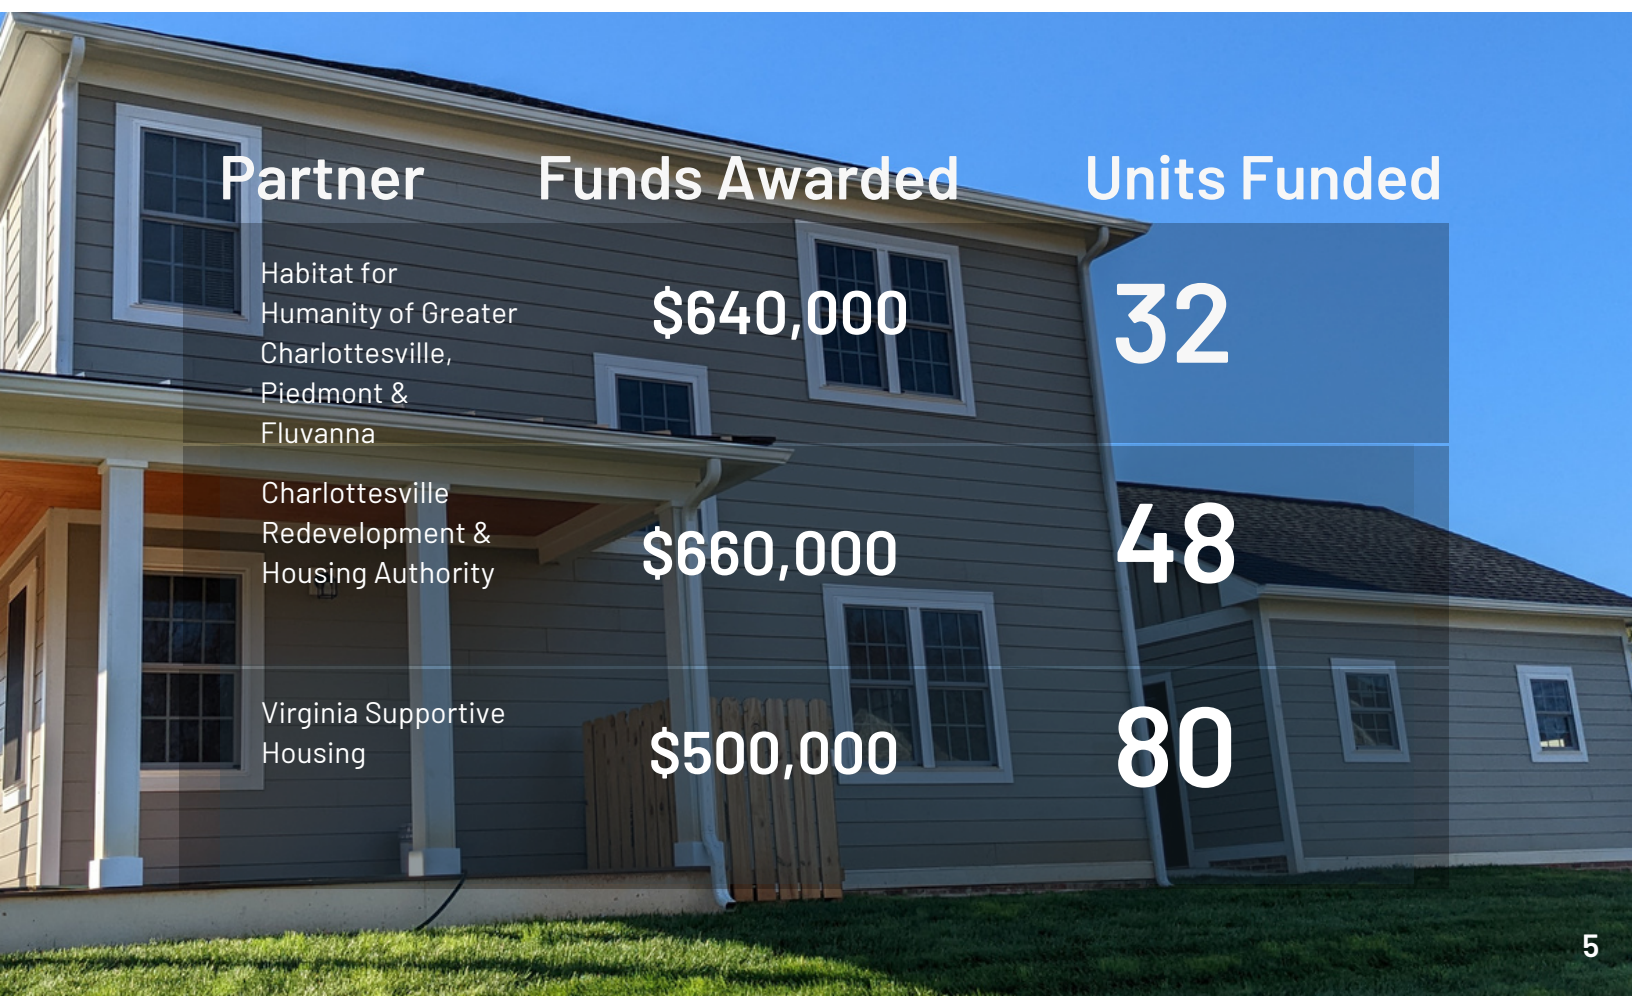 Partner Funds Awarded Units Funded
Habitat for
Humanity of Greater
Charlottesville,
Piedmont &
Fluvanna
$640,000
32
Charlottesville
Redevelopment &
Housing Authority
$660,000
48
Virginia Supportive
Housing
$500,000
80
5